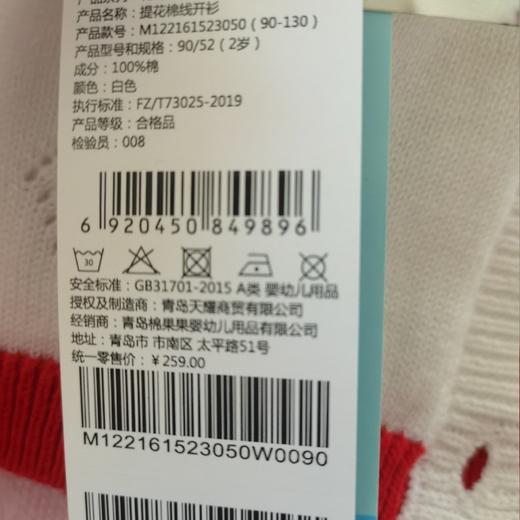 产品名称：提花棉线开衫
产品款号：M122161523050（90-130）
产品型号和规格：90/52（2岁）
成分：100%棉
颜色：白色
执行标准：FZ/T73025-2019
产品等级：合格品
检验员：008
6 920450 849896
30
安全标准：GB31701-2015 A类 婴幼儿用品
授权及制造商：青岛天耀商贸有限公司
经销商：青岛棉果果婴幼儿用品有限公司
地址：青岛市 市南区 太平路51号
统一零售价：￥259.00
M122161523050W0090